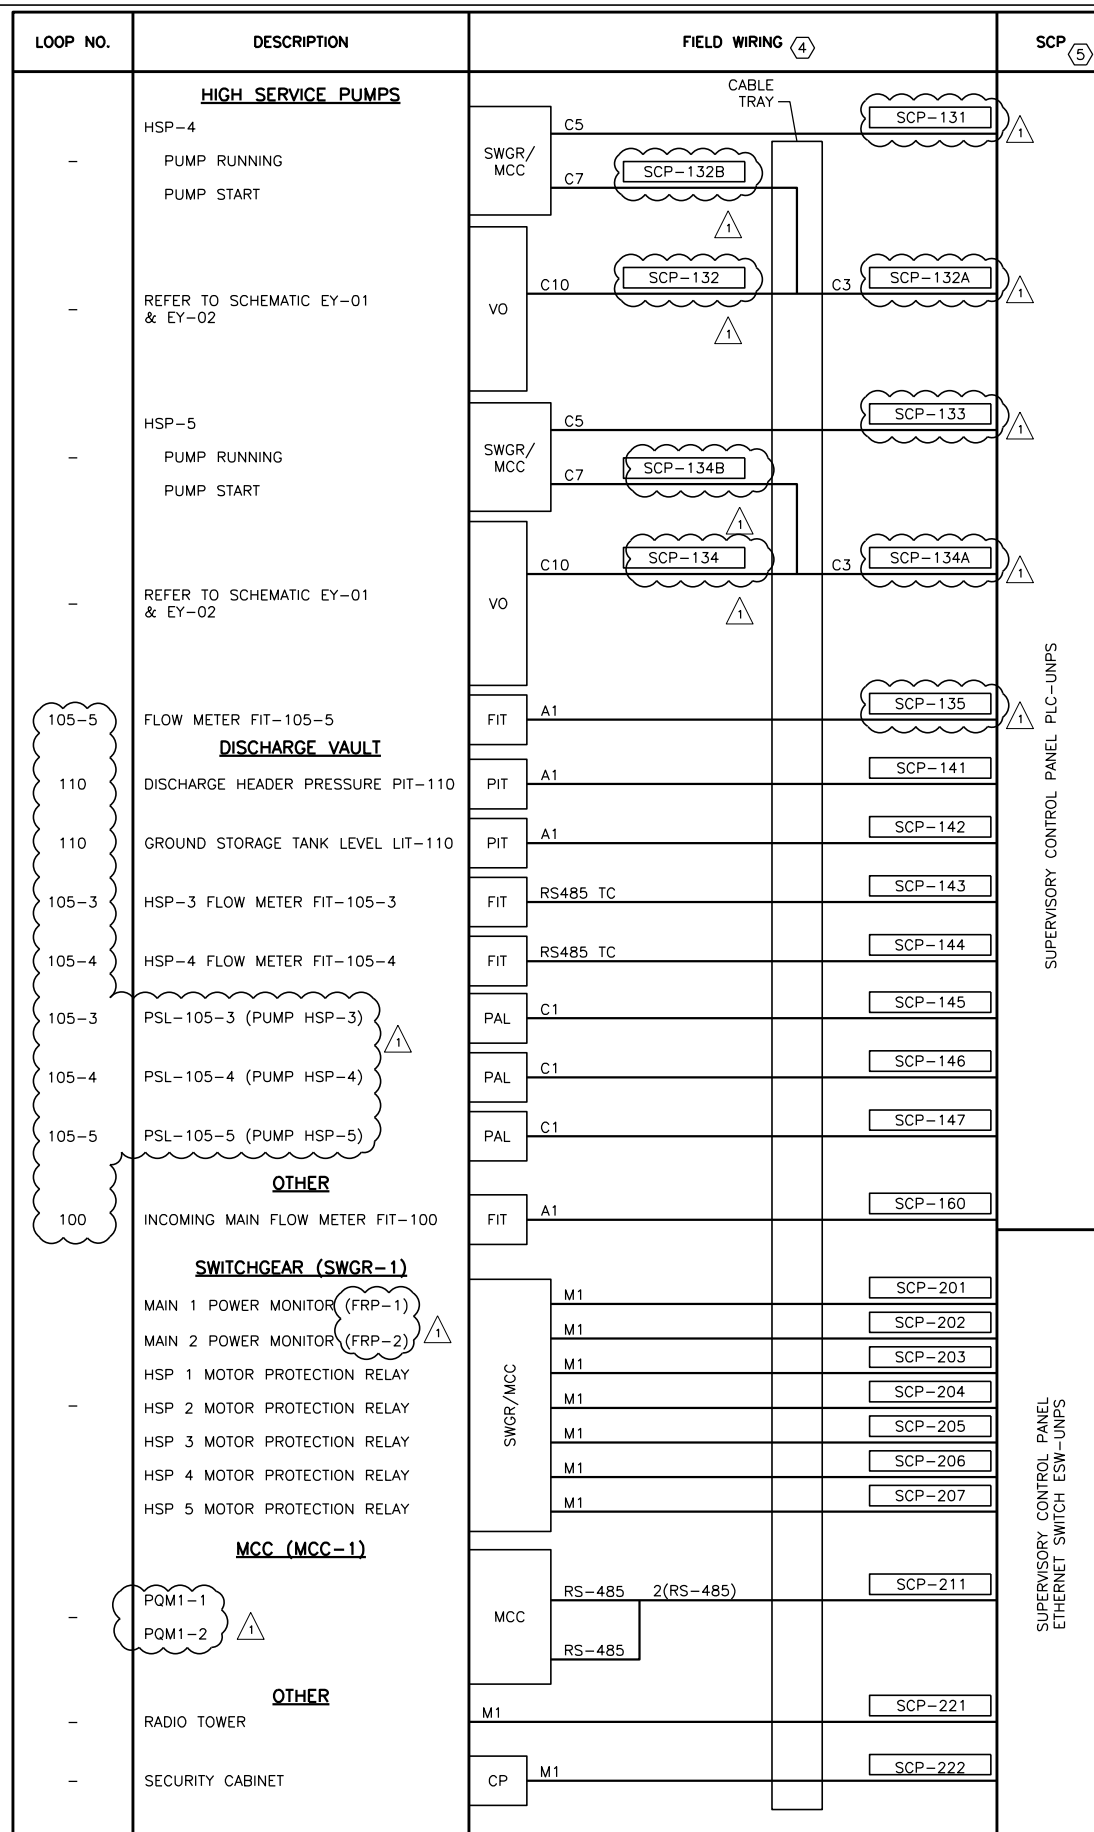 LOOP NO. DESCRIPTION FIELD WIRING 4 SCP 5
HIGH SERVICE PUMPS
CABLE
TRAY
HSP-4
-
PUMP RUNNING
PUMP START
SWGR/
MCC
C5
SCP-131
1
C7
SCP-132B
1
-
REFER TO SCHEMATIC EY-01
& EY-02
VO
C10
SCP-132
1
C3
SCP-132A
1
HSP-5
-
PUMP RUNNING
PUMP START
SWGR/
MCC
C5
SCP-133
1
C7
SCP-134B
1
-
REFER TO SCHEMATIC EY-01
& EY-02
VO
C10
SCP-134
1
C3
SCP-134A
1
105-5 FLOW METER FIT-105-5 FIT A1 SCP-135 1
DISCHARGE VAULT
110 DISCHARGE HEADER PRESSURE PIT-110 PIT A1 SCP-141
110 GROUND STORAGE TANK LEVEL LIT-110 PIT A1 SCP-142
105-3 HSP-3 FLOW METER FIT-105-3 FIT RS485 TC SCP-143
105-4 HSP-4 FLOW METER FIT-105-4 FIT RS485 TC SCP-144
105-3 PSL-105-3 (PUMP HSP-3) 1 PAL C1 SCP-145
105-4 PSL-105-4 (PUMP HSP-4) PAL C1 SCP-146
105-5 PSL-105-5 (PUMP HSP-5) PAL C1 SCP-147
OTHER
100 INCOMING MAIN FLOW METER FIT-100 FIT A1 SCP-160
SUPERVISORY CONTROL PANEL PLC-UNPS
SWITCHGEAR (SWGR-1)
MAIN 1 POWER MONITOR (FRP-1) M1 SCP-201
MAIN 2 POWER MONITOR (FRP-2) 1 M1 SCP-202
HSP 1 MOTOR PROTECTION RELAY M1 SCP-203
- HSP 2 MOTOR PROTECTION RELAY SWGR/MCC M1 SCP-204
HSP 3 MOTOR PROTECTION RELAY M1 SCP-205
HSP 4 MOTOR PROTECTION RELAY M1 SCP-206
HSP 5 MOTOR PROTECTION RELAY M1 SCP-207
MCC (MCC-1)
-
PQM1-1
PQM1-2
1
MCC
RS-485 2(RS-485) SCP-211
RS-485
OTHER
- RADIO TOWER M1 SCP-221
- SECURITY CABINET CP M1 SCP-222
SUPERVISORY CONTROL PANEL
ETHERNET SWITCH ESW-UNPS